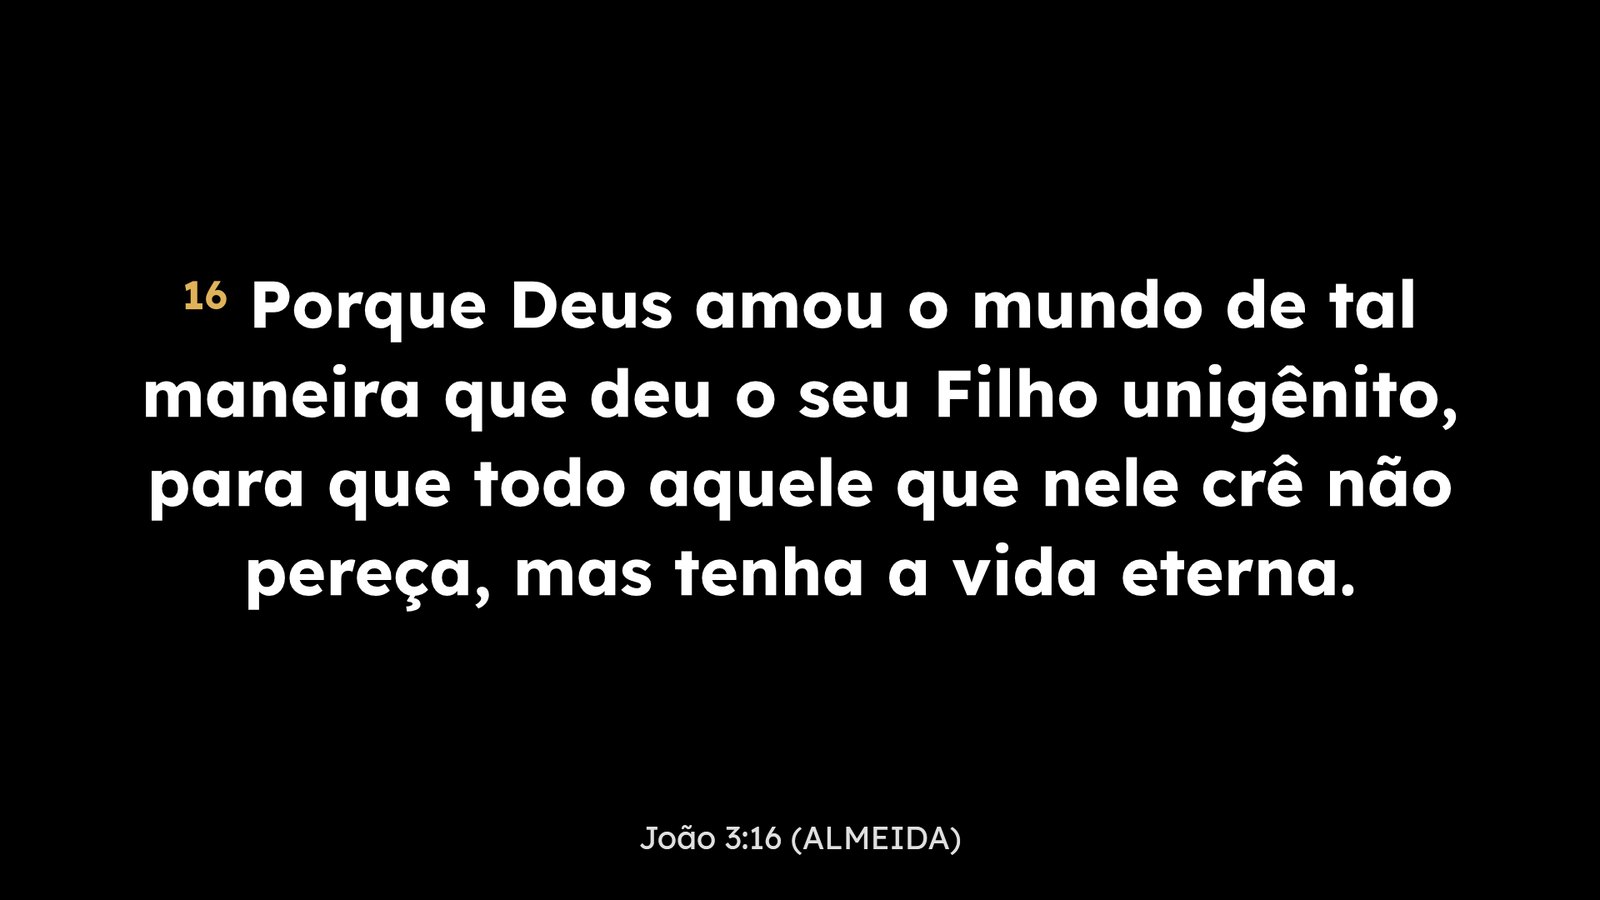 16 Porque Deus amou o mundo de tal
maneira que deu o seu Filho unigênito,
para que todo aquele que nele crê não
pereça, mas tenha a vida eterna.
João 3:16 (ALMEIDA)